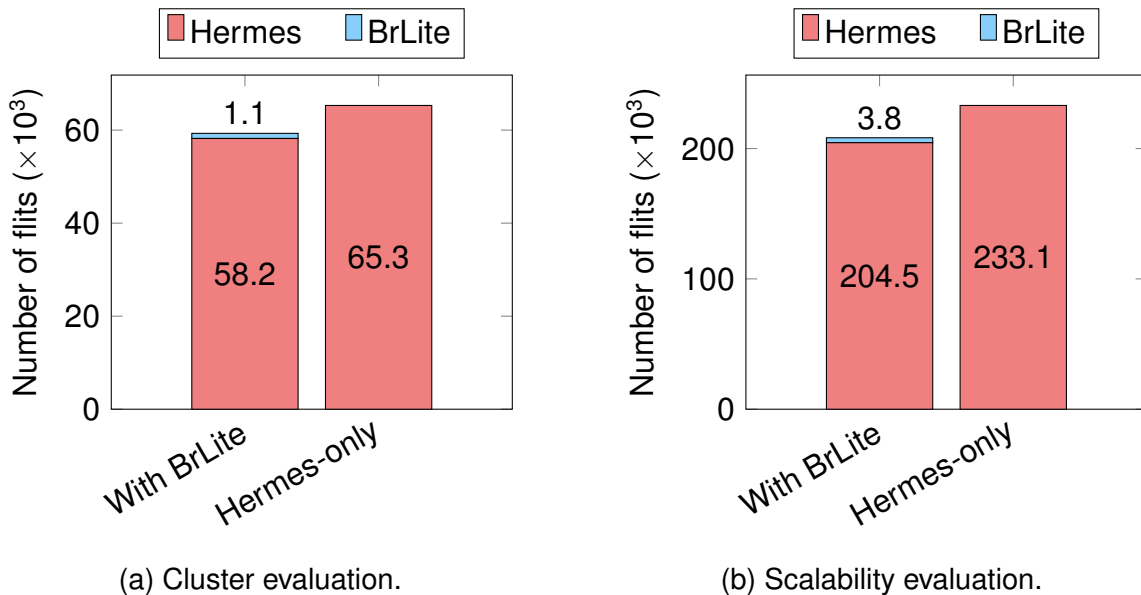 Hermes BrLite
Number of flits (×10³)
60
40
20
0
1.1
58.2
65.3
With BrLite
Hermes-only
(a) Cluster evaluation.
Hermes BrLite
Number of flits (×10³)
200
100
0
3.8
204.5
233.1
With BrLite
Hermes-only
(b) Scalability evaluation.